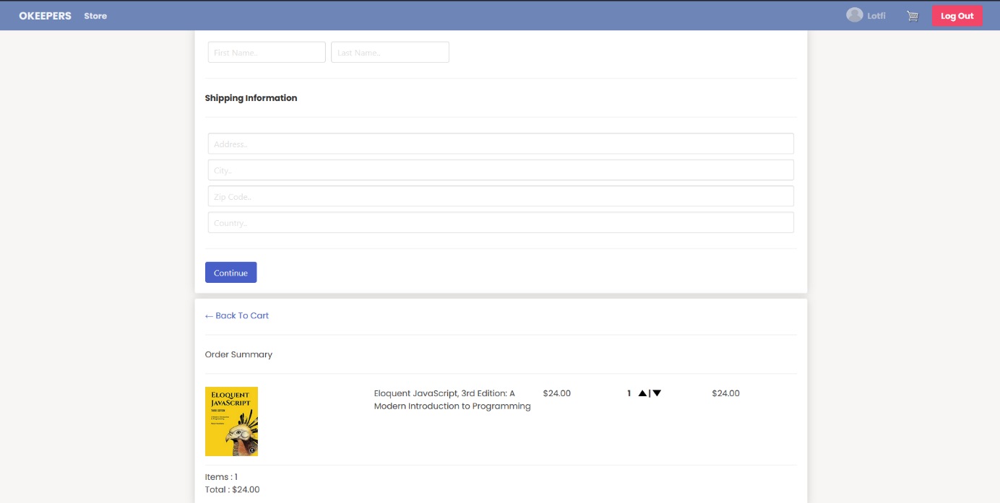 OKEEPERS Store Lotfi Log Out
First Name.. Last Name..
Shipping Information
Address..
City..
Zip Code..
Country..
Continue
← Back To Cart
Order Summary
ELOQUENT
JAVASCRIPT
THIRD EDITION
Eloquent JavaScript, 3rd Edition: A $24.00 1 ▲|▼ $24.00
Modern Introduction to Programming
Items : 1
Total : $24.00